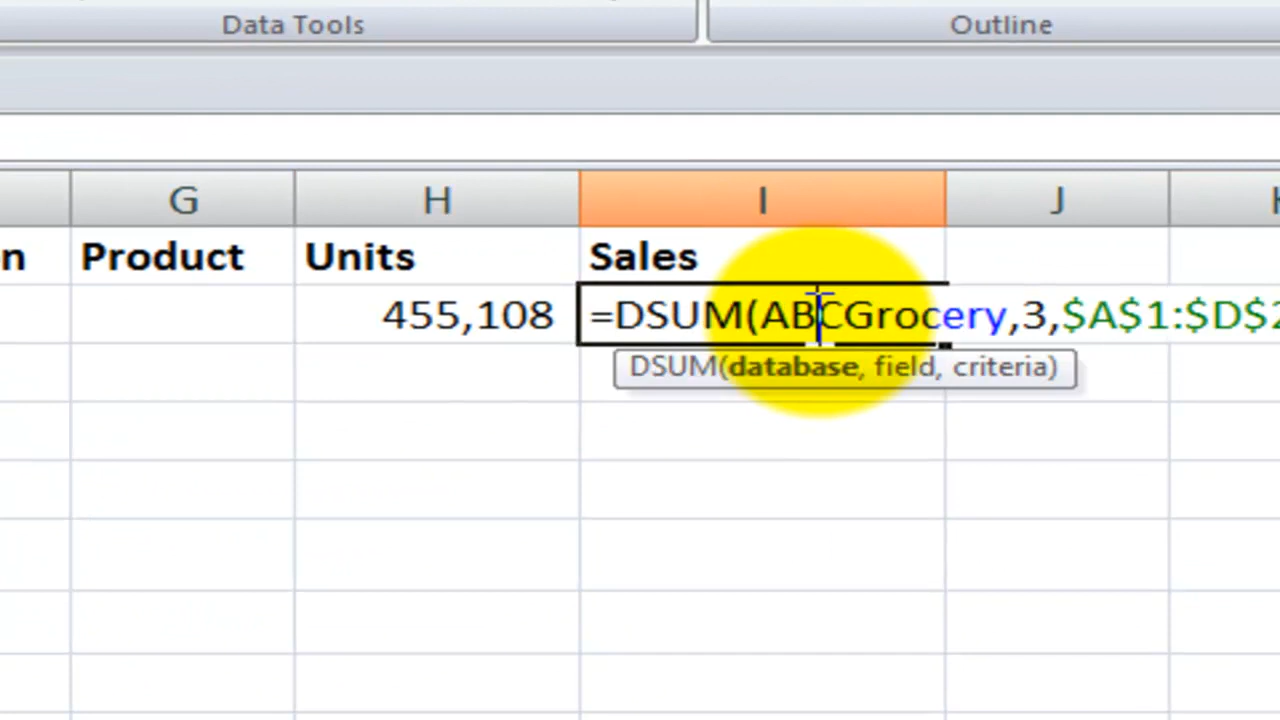 Data Tools Outline
G H I J K
n Product Units Sales
455,108 =DSUM(ABCGrocery,3,$A$1:$D$2
DSUM(database, field, criteria)